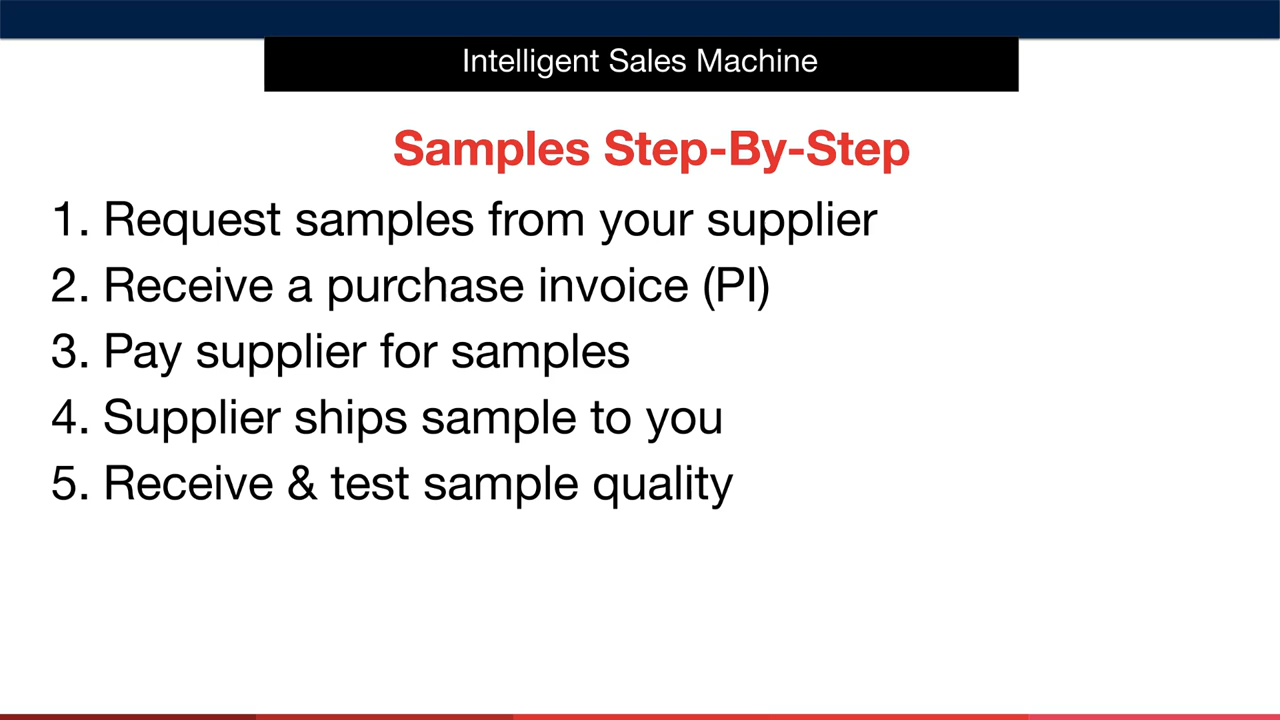 Intelligent Sales Machine
Samples Step-By-Step
1. Request samples from your supplier
2. Receive a purchase invoice (PI)
3. Pay supplier for samples
4. Supplier ships sample to you
5. Receive & test sample quality